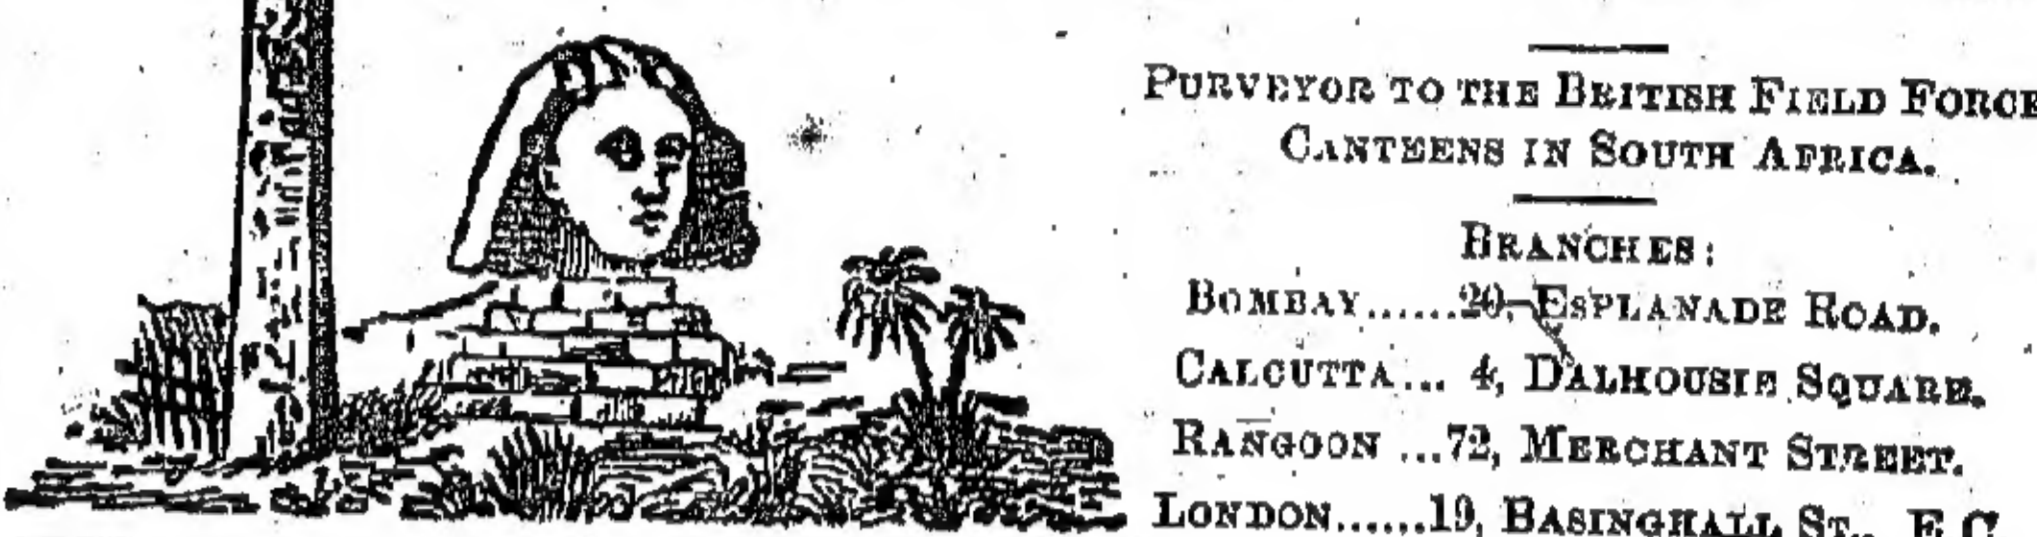 PURVEYOR TO THE BRITISH FIELD FORCE
CANTEENS IN SOUTH AFRICA.
BRANCHES:
BOMBAY......20, ESPLANADE ROAD.
CALCUTTA... 4, DALHOUSIE SQUARE.
RANGOON ...72, MERCHANT STREET.
LONDON......19, BASINGHALL ST., E.C.